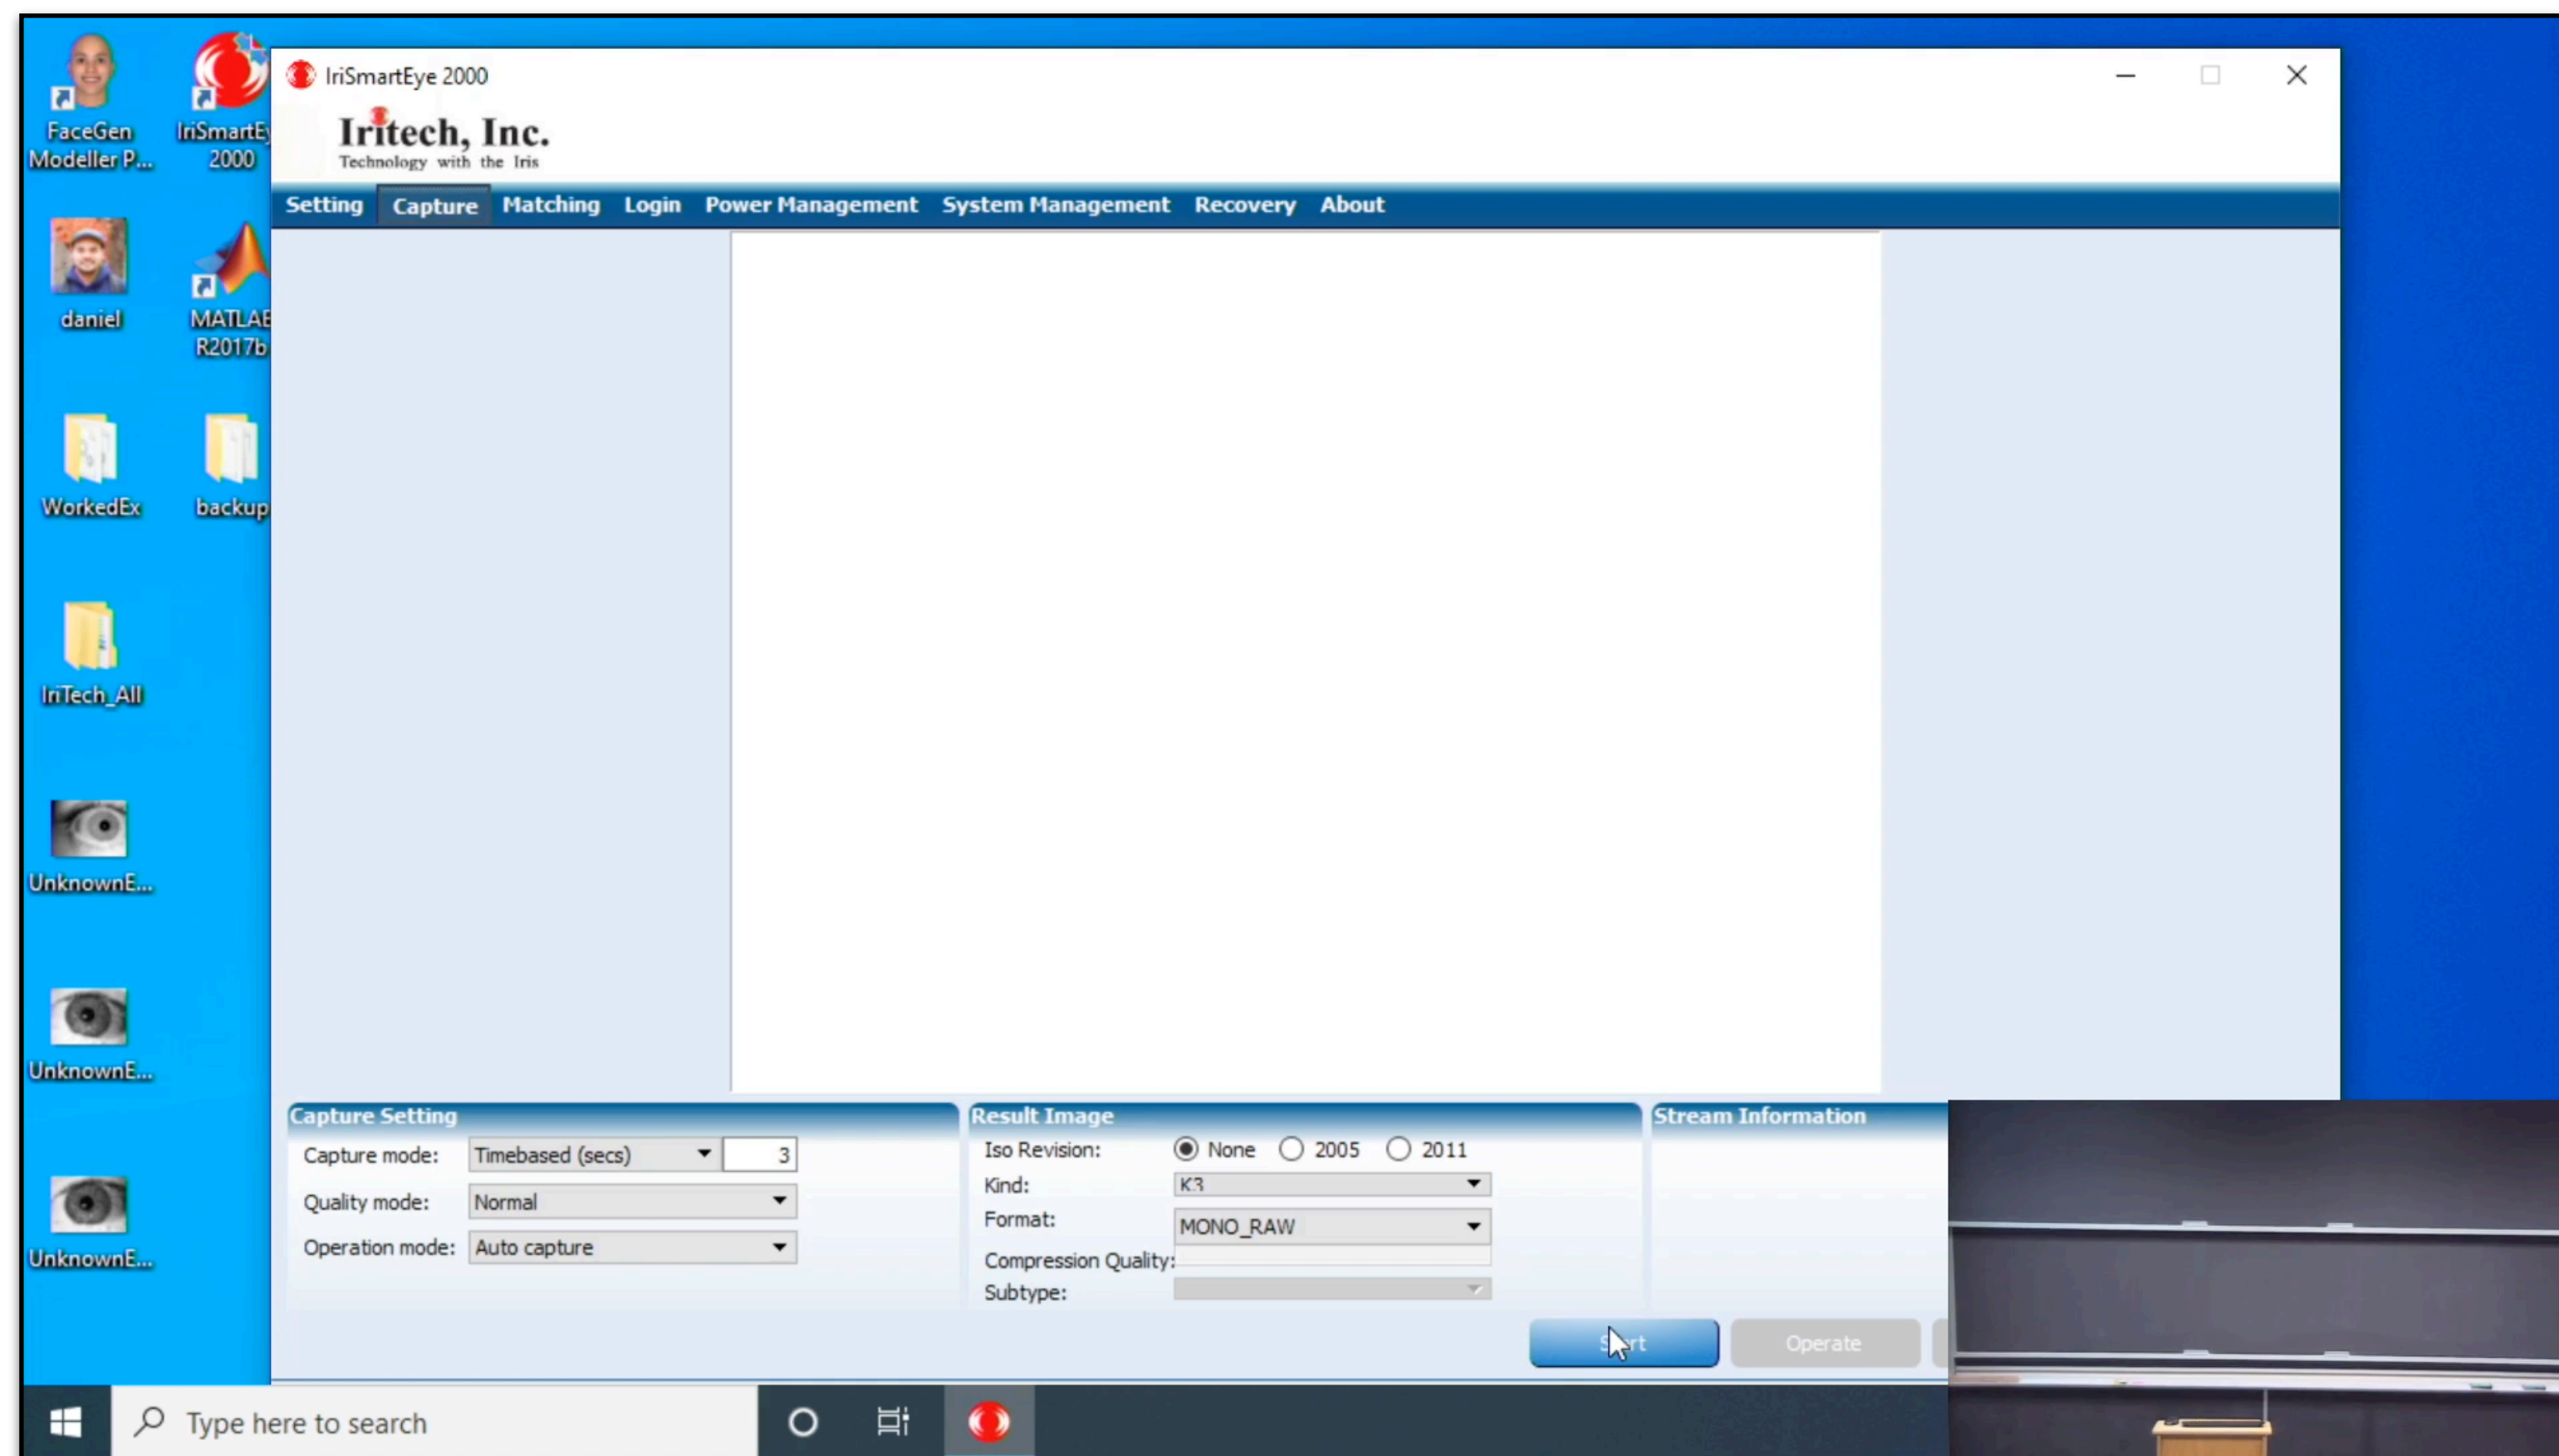 FaceGen
Modeller P...
IriSmartEy
2000
daniel
MATLAB
R2017b
WorkedEx
backup
IriTech_All
UnknownE...
UnknownE...
UnknownE...
IriSmartEye 2000
Iritech, Inc.
Technology with the Iris
Setting Capture Matching Login Power Management System Management Recovery About
Capture Setting
Capture mode: Timebased (secs) 3
Quality mode: Normal
Operation mode: Auto capture
Result Image
Iso Revision: None 2005 2011
Kind: K3
Format: MONO_RAW
Compression Quality:
Subtype:
Stream Information
Start Operate
Type here to search